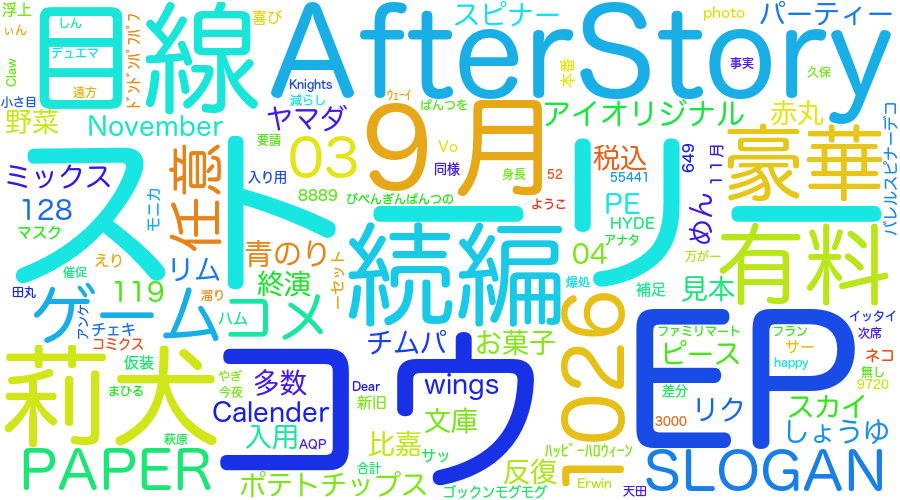 浮上
しん
目線
ドンドンパフパフ
喜び
AfterStory
スピナー
photo
パーティー
ぃん
デュエマ
遠方
Claw
小さ目
野菜
November
Knights
減らし
ウェーイ
ヤマダ
要請
ぱんつを
9月
本番
アイオリジナル
事実
久保
赤丸
バレルスピナーデコ
ミックス
128
マスク
モニカ
任意
03
入り用
8889
Vo
同様
身長
52
びぺんぎんぱんつの
ようこ
税込
55441
PE
HYDE
アナタ
649
11月
めん
豪華
ストーリー
有料
青のり
えり
催促
リム
終演
ーセット
続編
04
爆処
補足
見本
万が一
田丸
119
溜り
ゲーム
アンケ
チェキ
ハム
コメ
コミクス
チムパ
お菓子
1026
EP
ファミリマート
フラン
イッタイ
次席
ピース
サー
happy
ネコ
無し
9720
莉犬
仮装
まひる
やぎ
今夜
多数
コウ
Dear
新旧
wings
Calender
文庫
差分
3000
リク
スカイ
しょうゆ
萩原
入用
AQP
比嘉
サッ
ハッピーハロウィーン
PAPER
ポテトチップス
合計
ゴックンモグモグ
反復
Erwin
天田
SLOGAN